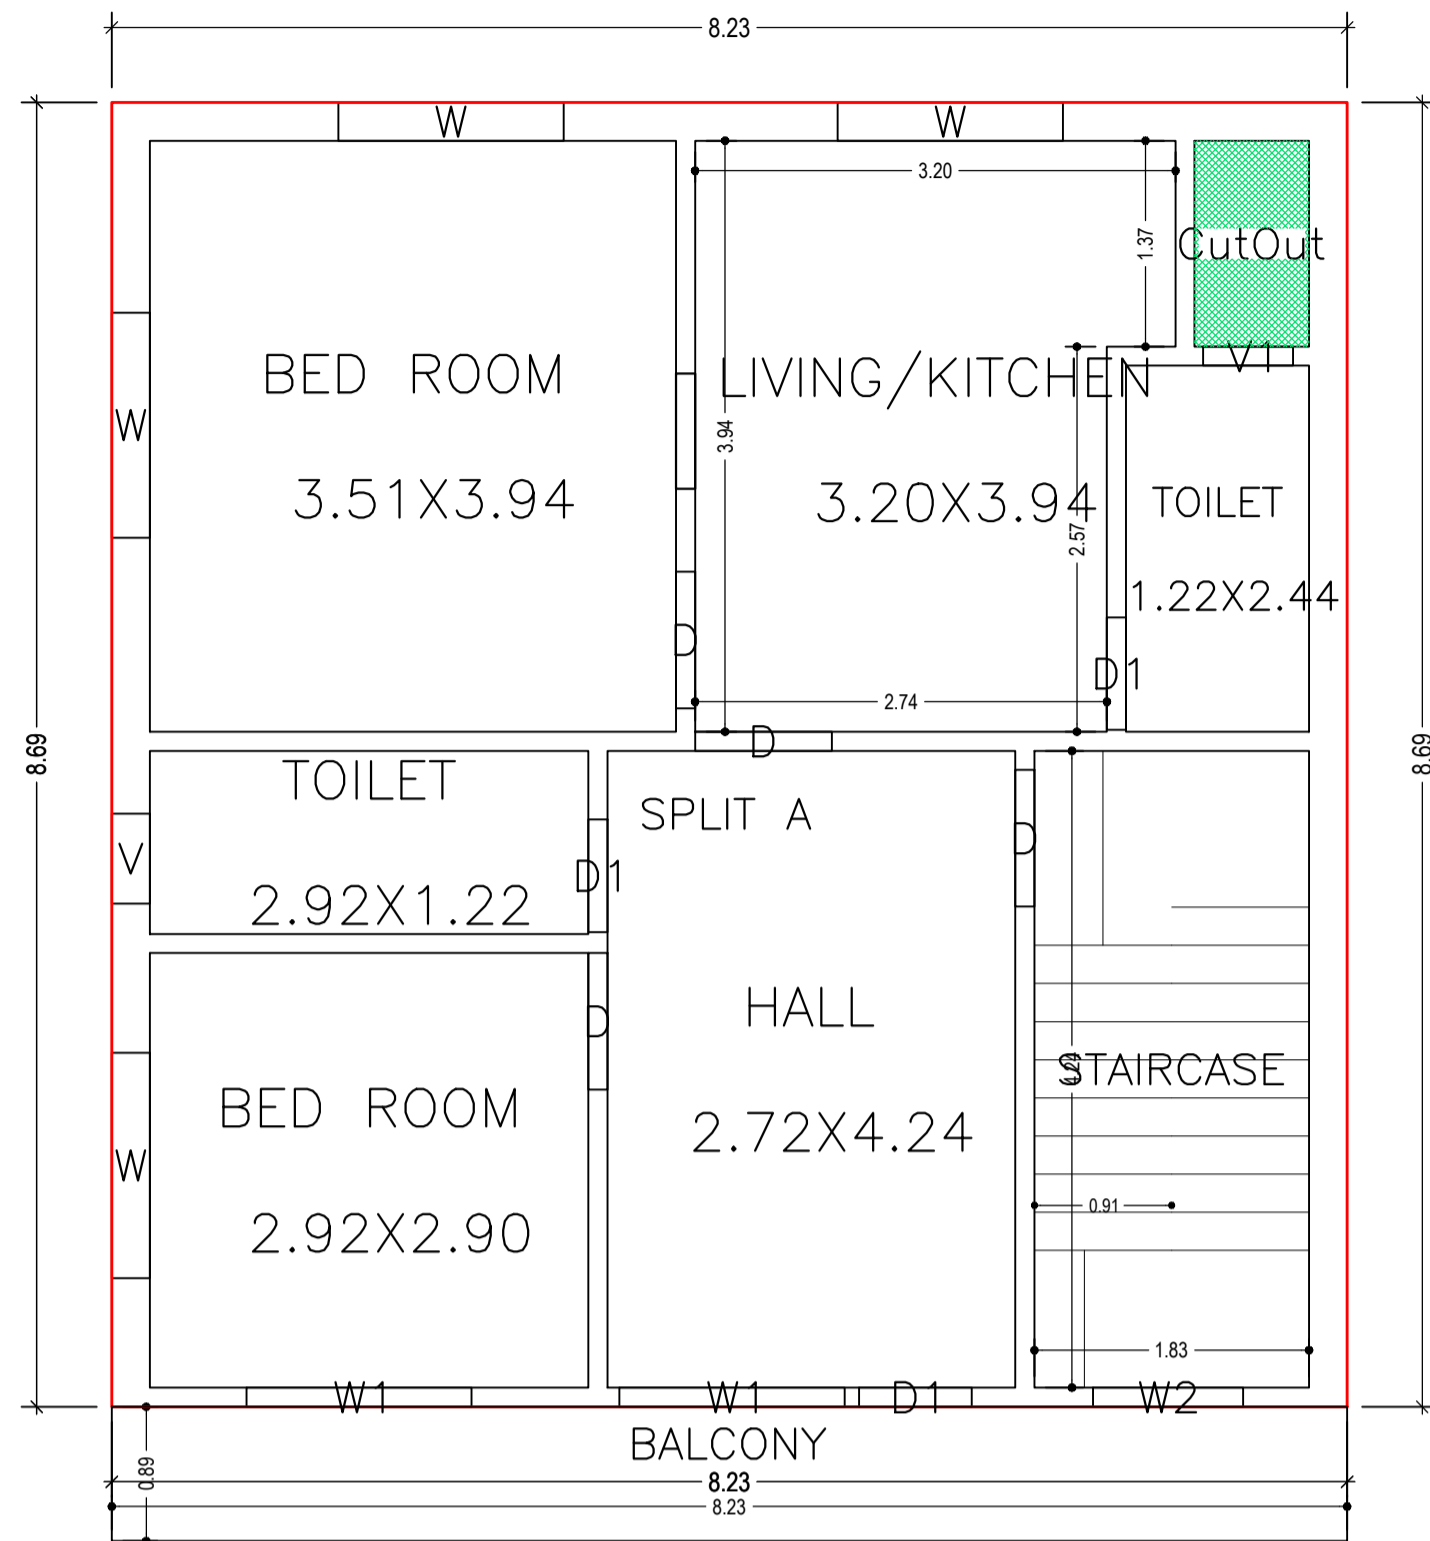 8.23
W
W
3.20
1.37
CutOut
V1
BED ROOM
LIVING/KITCHEN
W
3.94
3.51X3.94
3.20X3.94
TOILET
2.57
1.22X2.44
D
D1
2.74
D
8.69
8.69
TOILET
SPLIT A
D
V
D1
2.92X1.22
HALL
D
4.24
STAIRCASE
BED ROOM
2.72X4.24
W
0.91
2.92X2.90
1.83
W1
W1
D1
W2
BALCONY
0.89
8.23
8.23